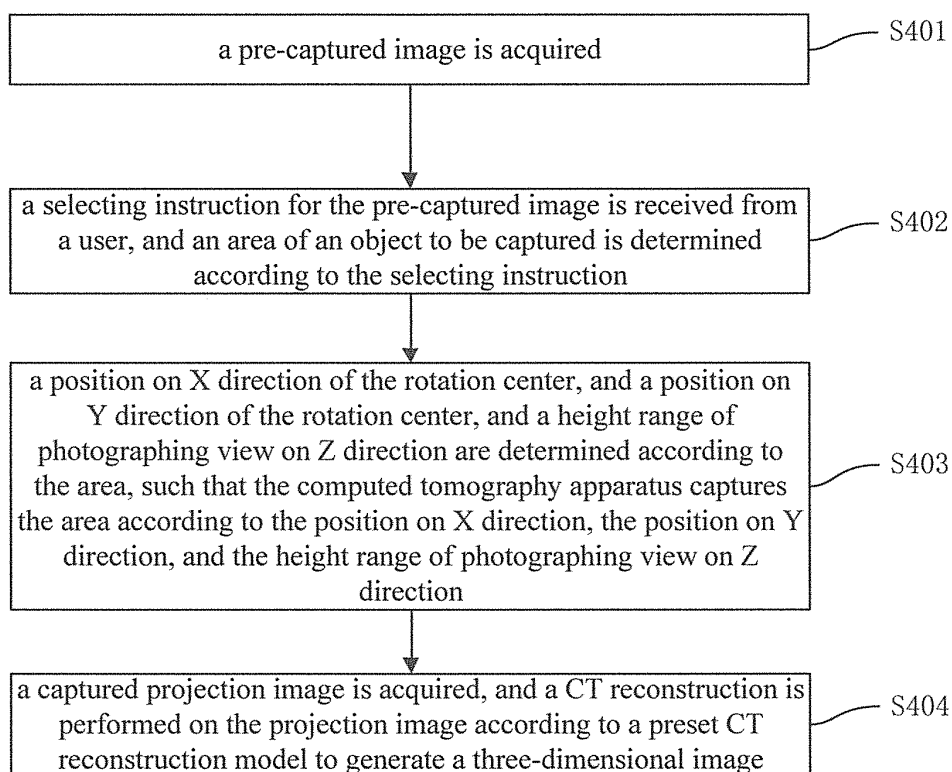 a pre-captured image is acquired
S401
a selecting instruction for the pre-captured image is received from
a user, and an area of an object to be captured is determined
according to the selecting instruction
S402
a position on X direction of the rotation center, and a position on
Y direction of the rotation center, and a height range of
photographing view on Z direction are determined according to
the area, such that the computed tomography apparatus captures
the area according to the position on X direction, the position on Y
direction, and the height range of photographing view on Z
direction
S403
a captured projection image is acquired, and a CT reconstruction is
performed on the projection image according to a preset CT
reconstruction model to generate a three-dimensional image
S404